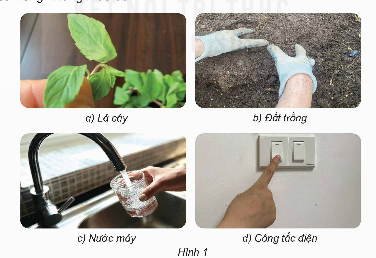 a) Lá cây
b) Đất trồng
c) Nước máy
d) Công tắc điện
Hình 1